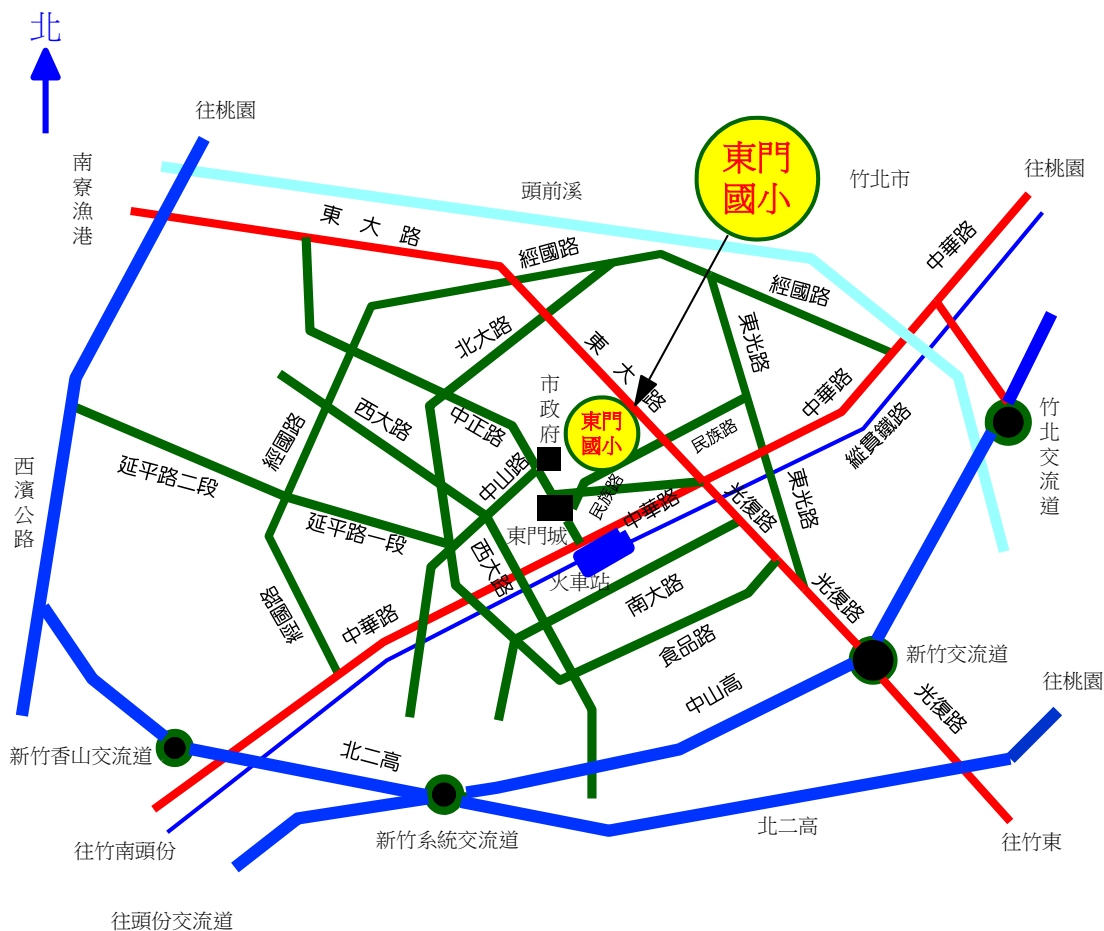 北
往桃園
南寮漁港
頭前溪
東門
國小
竹北市
往桃園
東大路
經國路
中華路
經國路
北大路
東大路
東光路
市政府
西大路
中正路
東門
國小
民族路
中華路
縱貫鐵路
竹北交流道
經國路
中山路
西濱公路
延平路二段
民族路
中華路
光復路
東光路
延平路一段
東門城
西大路
火車站
南大路
光復路
經國路
中華路
食品路
新竹交流道
中山高
往桃園
光復路
新竹香山交流道
北二高
新竹系統交流道
北二高
往竹東
往竹南頭份
往頭份交流道